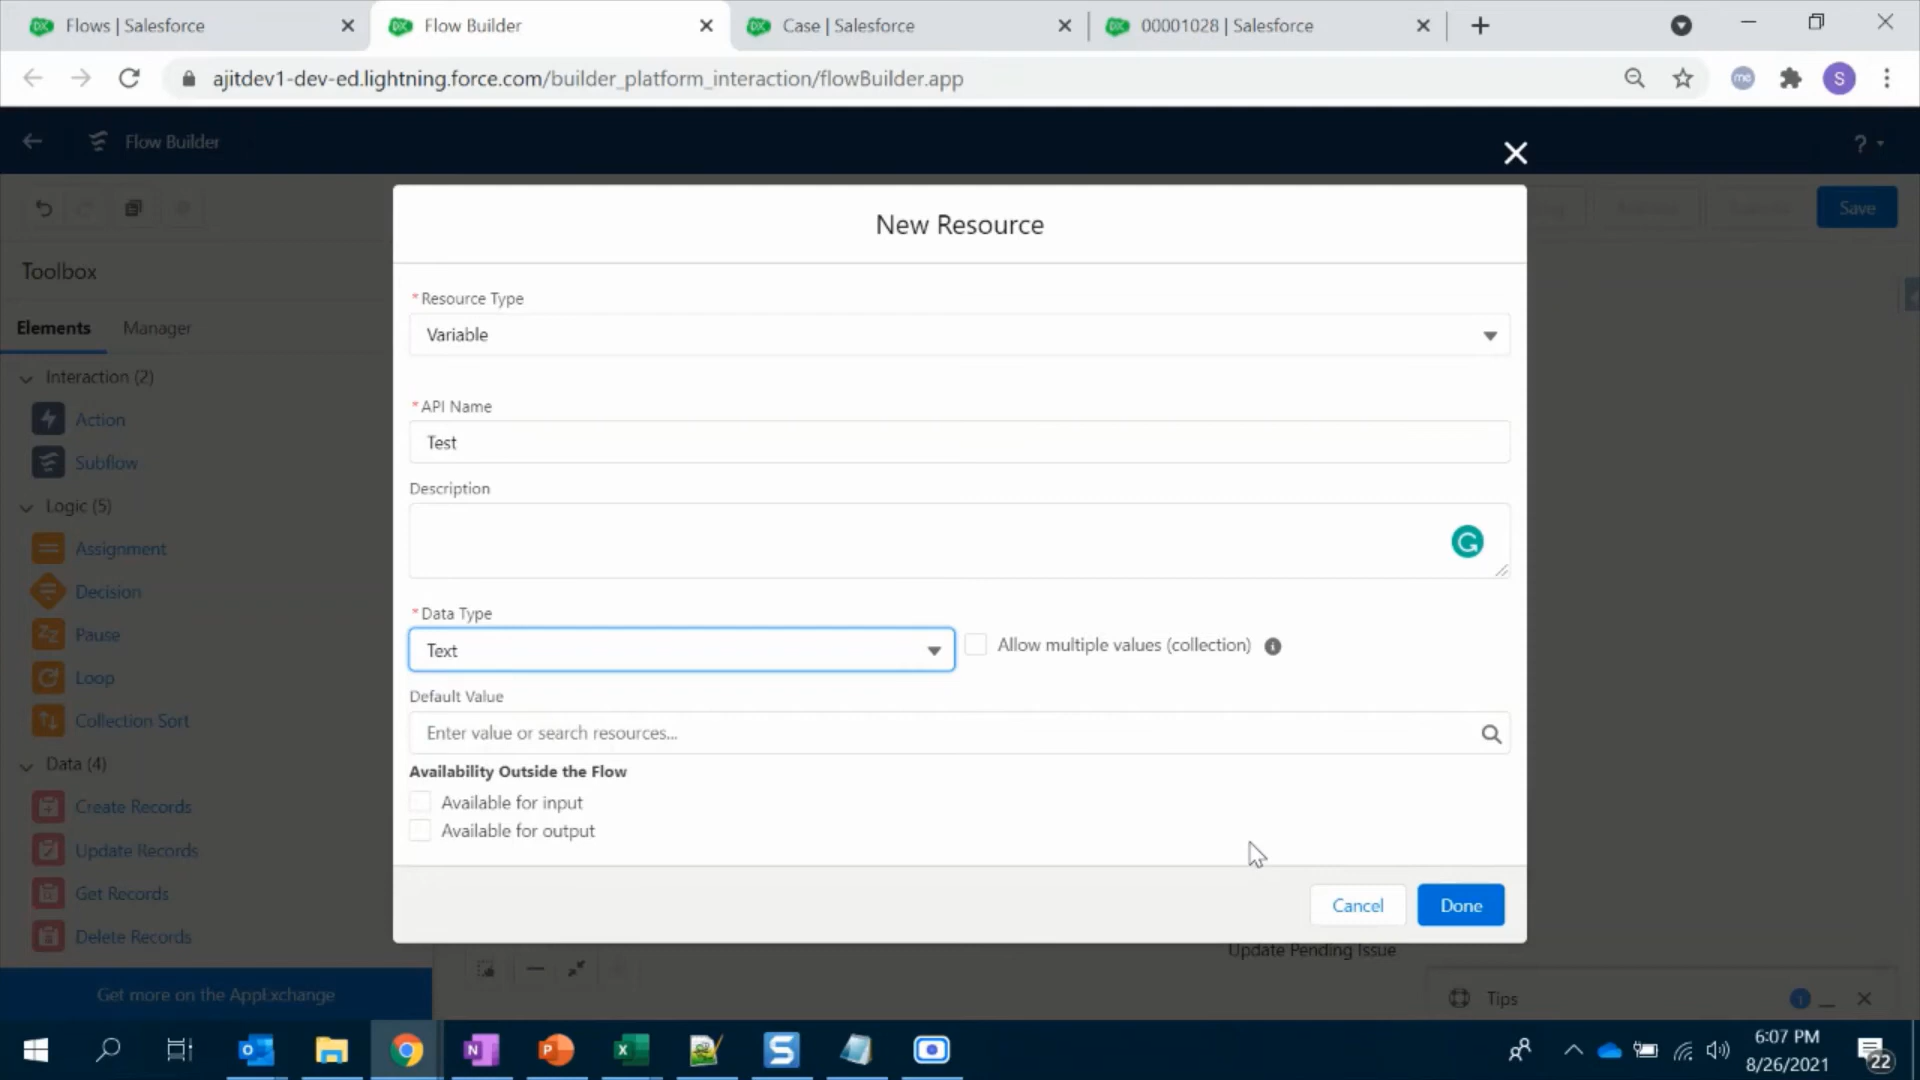 Flows | Salesforce
Flow Builder
Case | Salesforce
00001028 | Salesforce
ajitdev1-dev-ed.lightning.force.com/builder_platform_interaction/flowBuilder.app
me
S
Flow Builder
?
Save
Toolbox
Elements
Manager
Interaction (2)
Action
Subflow
Logic (5)
Assignment
Decision
Pause
Loop
Collection Sort
Data (4)
Create Records
Update Records
Get Records
Delete Records
Get more on the AppExchange
New Resource
* Resource Type
Variable
* API Name
Test
Description
* Data Type
Text
Allow multiple values (collection)
Default Value
Enter value or search resources...
Availability Outside the Flow
Available for input
Available for output
Cancel
Done
Update Pending Issue
Tips
1
6:07 PM
8/26/2021
22